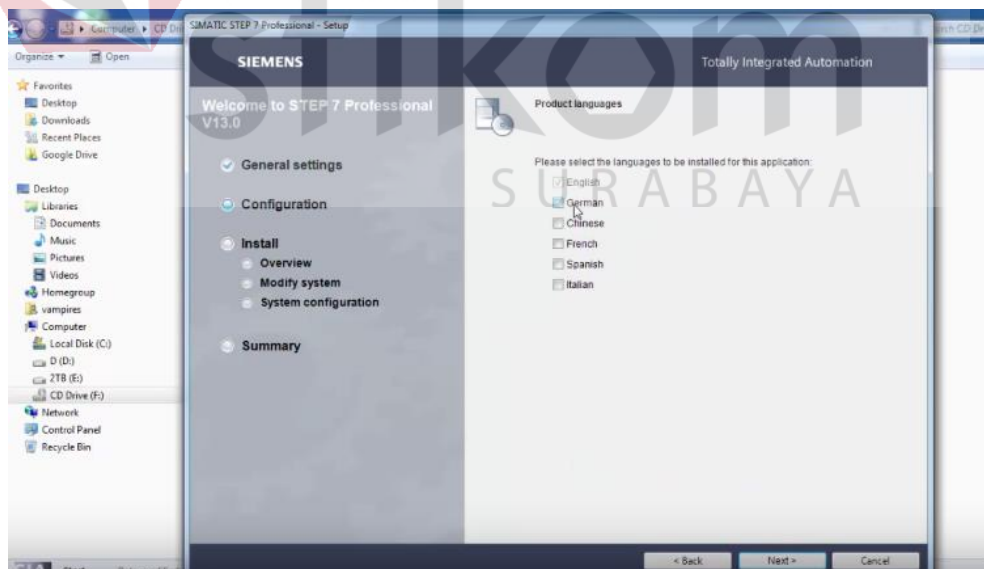 Computer
SIMATIC STEP 7 Professional - Setup
Organize
Open
SIEMENS
Totally Integrated Automation
Favorites
Desktop
Downloads
Recent Places
Google Drive
Desktop
Libraries
Documents
Music
Pictures
Videos
Homegroup
vampires
Computer
Local Disk (C:)
D (D:)
2TB (E:)
CD Drive (F:)
Network
Control Panel
Recycle Bin
Welcome to STEP 7 Professional
V13.0
General settings
Configuration
Install
Overview
Modify system
System configuration
Summary
Product languages
Please select the languages to be installed for this application:
English
German
Chinese
French
Spanish
Italian
< Back
Next >
Cancel
stikom
SURABAYA